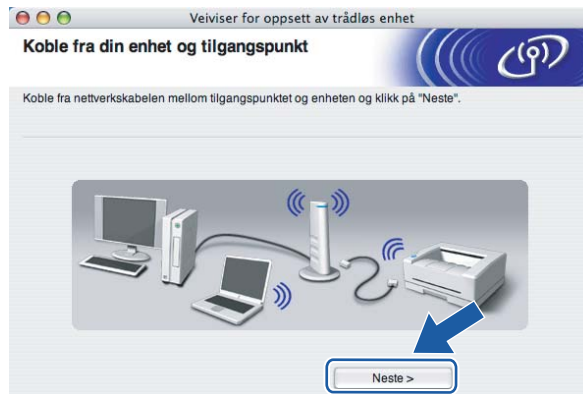 Veiviser for oppsett av trådløs enhet
Koble fra din enhet og tilgangspunkt
Koble fra nettverkskabelen mellom tilgangspunktet og enheten og klikk på "Neste".
Neste >